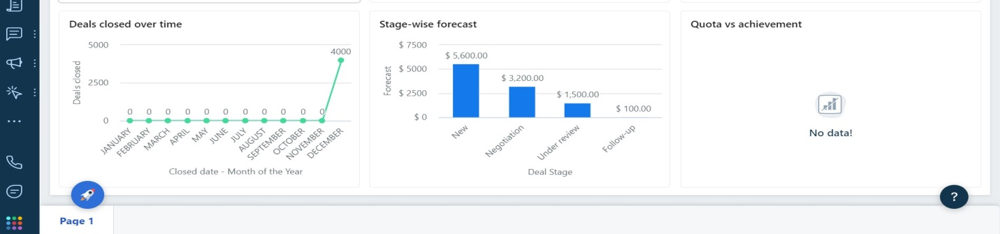 Deals closed over time
5000
2500
0
Deals closed
0 0 0 0 0 0 0 0 0 0 0 4000
JANUARY FEBRUARY MARCH APRIL MAY JUNE JULY AUGUST SEPTEMBER OCTOBER NOVEMBER DECEMBER
Closed date - Month of the Year
Stage-wise forecast
$ 7500
$ 5000
$ 2500
$ 0
Forecast
$ 5,600.00
$ 3,200.00
$ 1,500.00
$ 100.00
New Negotiation Under review Follow-up
Deal Stage
Quota vs achievement
No data!
?
Page 1